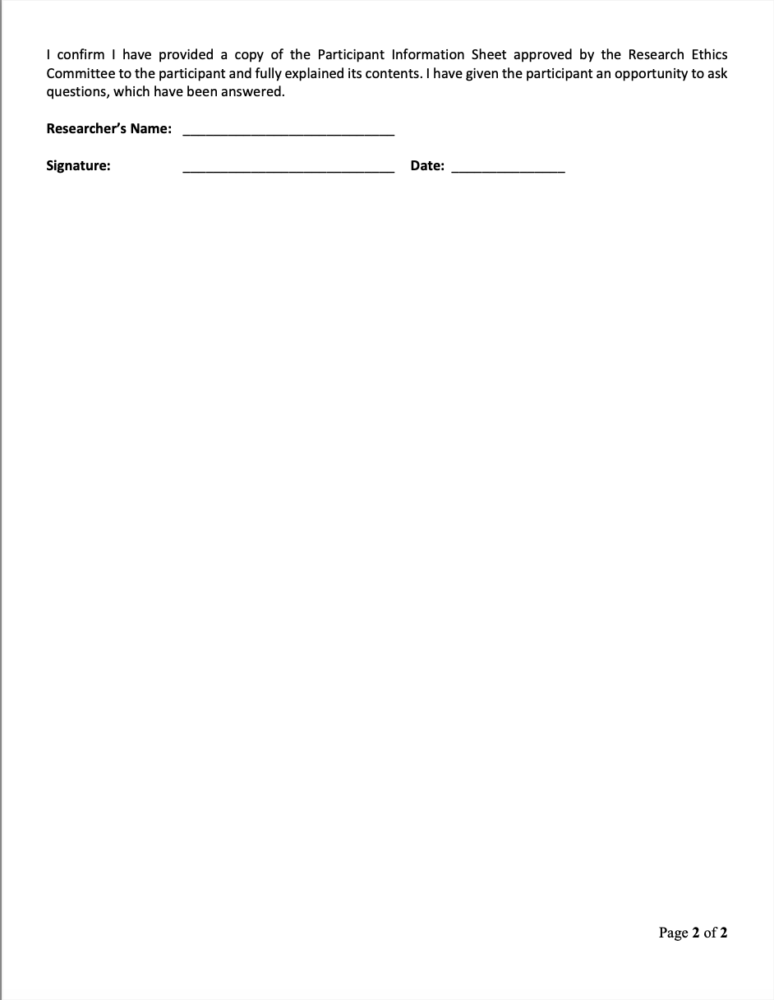 I confirm I have provided a copy of the Participant Information Sheet approved by the Research Ethics
Committee to the participant and fully explained its contents. I have given the participant an opportunity to ask
questions, which have been answered.
Researcher’s Name: ____________________________
Signature: ____________________________ Date: _______________
Page 2 of 2